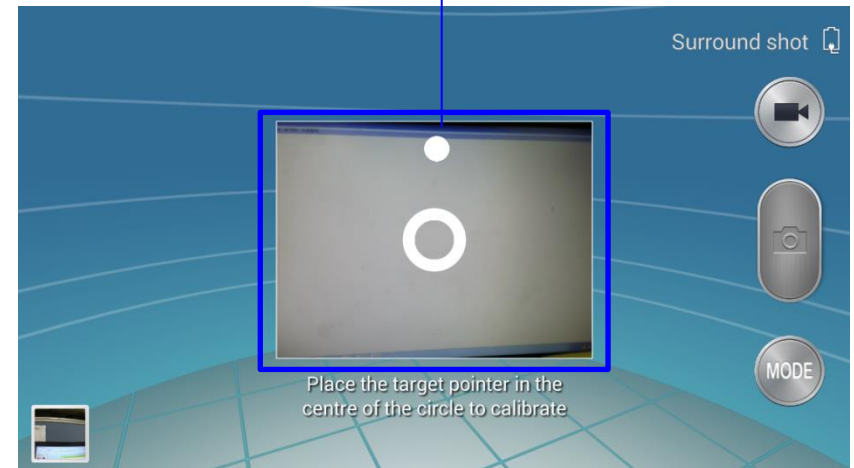 Surround shot
MODE
Place the target pointer in the
centre of the circle to calibrate